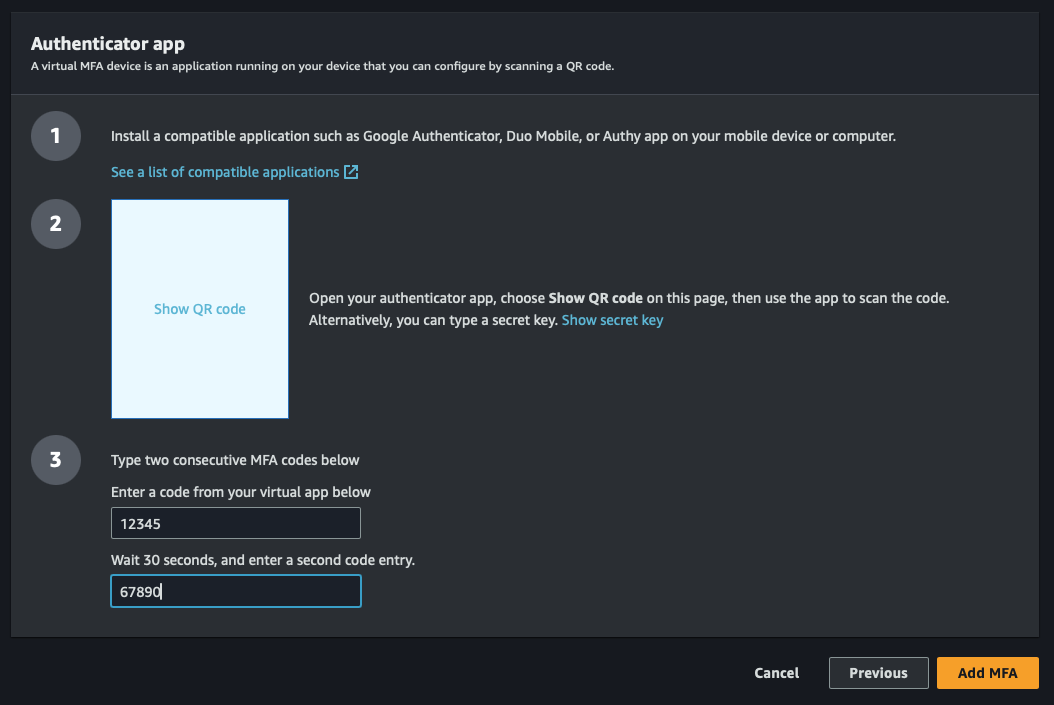 Authenticator app
A virtual MFA device is an application running on your device that you can configure by scanning a QR code.
1
Install a compatible application such as Google Authenticator, Duo Mobile, or Authy app on your mobile device or computer.
See a list of compatible applications
2
Show QR code
Open your authenticator app, choose Show QR code on this page, then use the app to scan the code.
Alternatively, you can type a secret key. Show secret key
3
Type two consecutive MFA codes below
Enter a code from your virtual app below
12345
Wait 30 seconds, and enter a second code entry.
67890
Cancel
Previous
Add MFA